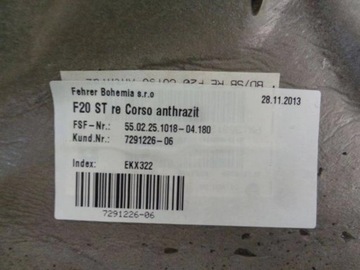 Fehrer Bohemia s.r.o
28.11.2013
F20 ST re Corso anthrazit
FSF-Nr.: 55.02.25.1018-04.180
Kund.Nr.: 7291226-06
Index: EKX322
7291226-06